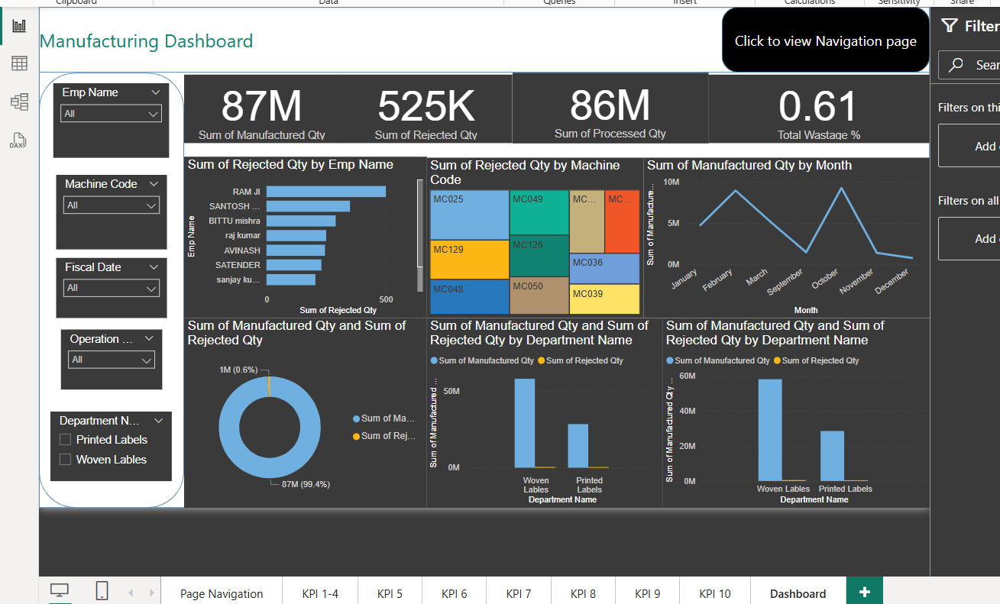 Clipboard
Data
Queries
Insert
Calculations
Sensitivity
Share
Manufacturing Dashboard
Click to view Navigation page
Filter
Sear
Filters on thi
Add
Filters on all
Add
Emp Name
All
Machine Code
All
Fiscal Date
All
Operation ...
All
Department N...
Printed Labels
Woven Lables
87M
Sum of Manufactured Qty
525K
Sum of Rejected Qty
86M
Sum of Processed Qty
0.61
Total Wastage %
Sum of Rejected Qty by Emp Name
Emp Name
RAM JI
SANTOSH ...
BITTU mishra
raj kumar
AVINASH
SATENDER
sanjay ku...
0
500
Sum of Rejected Qty
Sum of Rejected Qty by Machine
Code
MC025
MC129
MC048
MC049
MC126
MC050
MC...
MC...
MC036
MC039
Sum of Manufactured Qty by Month
Sum of Manufacture...
10M
5M
0M
January
February
March
September
October
November
December
Month
Sum of Manufactured Qty and Sum of
Rejected Qty
1M (0.6%)
87M (99.4%)
Sum of Ma...
Sum of Rej...
Sum of Manufactured Qty and Sum of
Rejected Qty by Department Name
Sum of Manufactured Qty
Sum of Rejected Qty
Sum of Manufactured ...
50M
0M
Woven
Lables
Printed
Labels
Department Name
Sum of Manufactured Qty and Sum of
Rejected Qty by Department Name
Sum of Manufactured Qty
Sum of Rejected Qty
Sum of Manufactured Qty ...
60M
40M
20M
0M
Woven Lables
Printed Labels
Department Name
DAX
Page Navigation
KPI 1-4
KPI 5
KPI 6
KPI 7
KPI 8
KPI 9
KPI 10
Dashboard